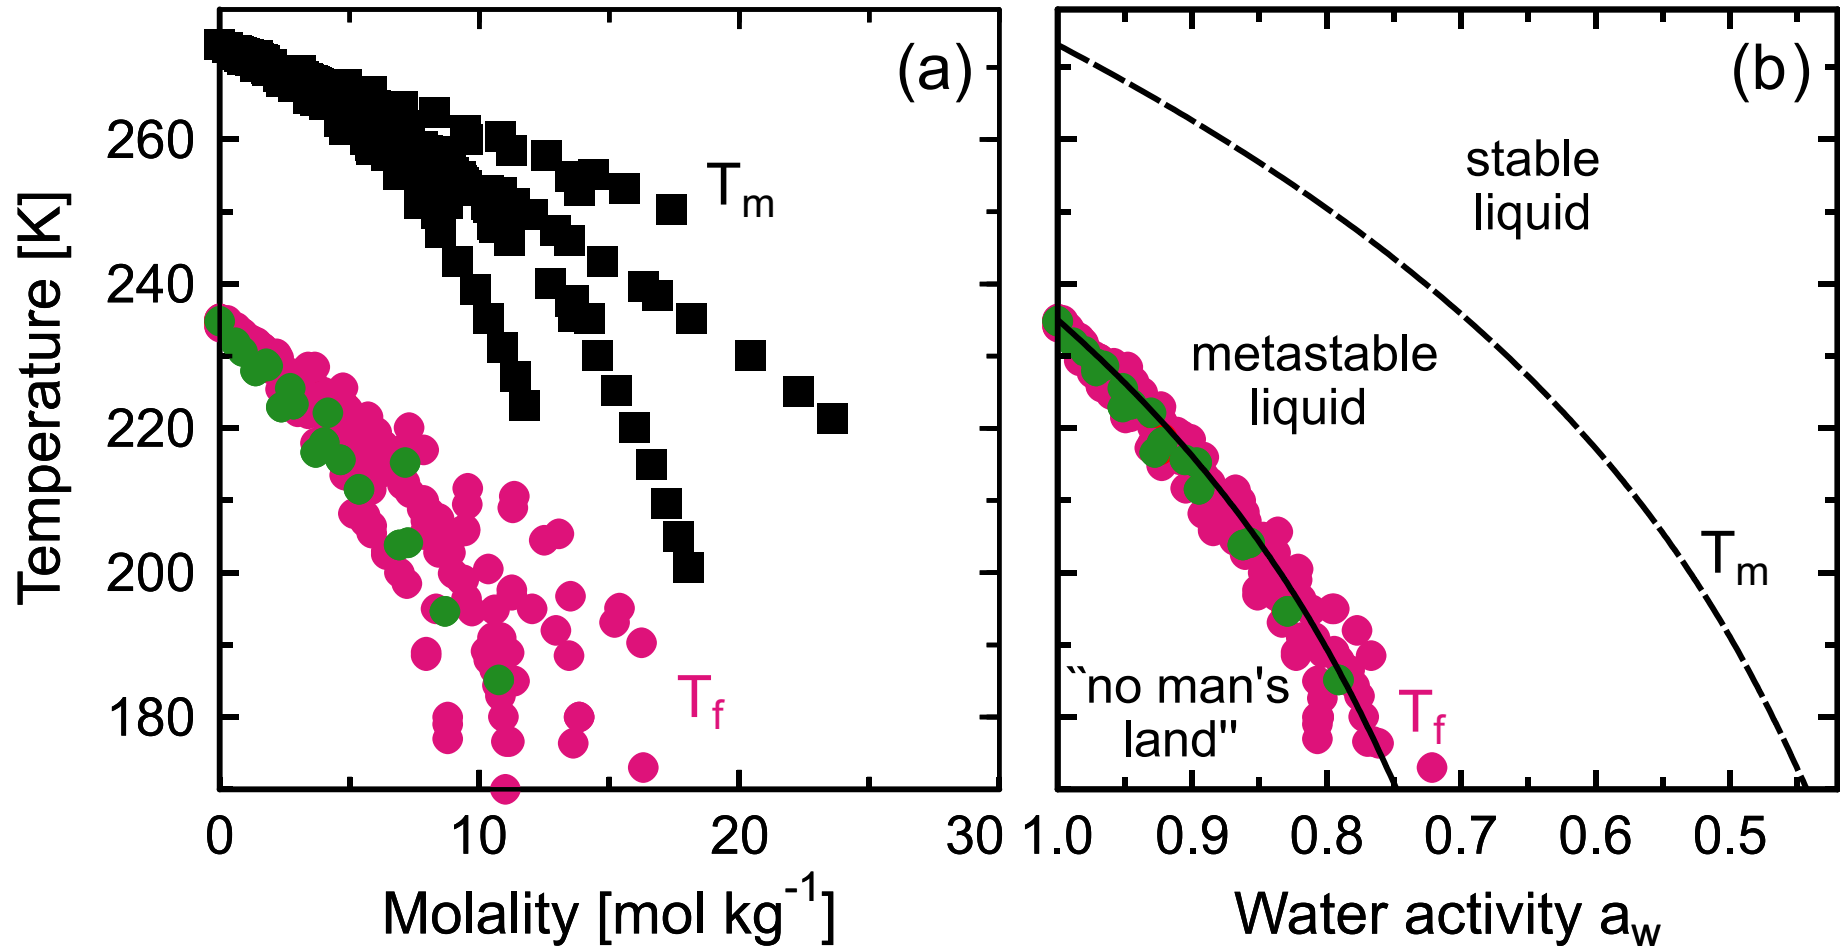 (a)
T_m
T_f
260
240
220
200
180
Temperature [K]
0
10
20
30
Molality [mol kg⁻¹]
(b)
stable
liquid
metastable
liquid
T_m
``no man's
land"
T_f
1.0
0.9
0.8
0.7
0.6
0.5
Water activity a_w